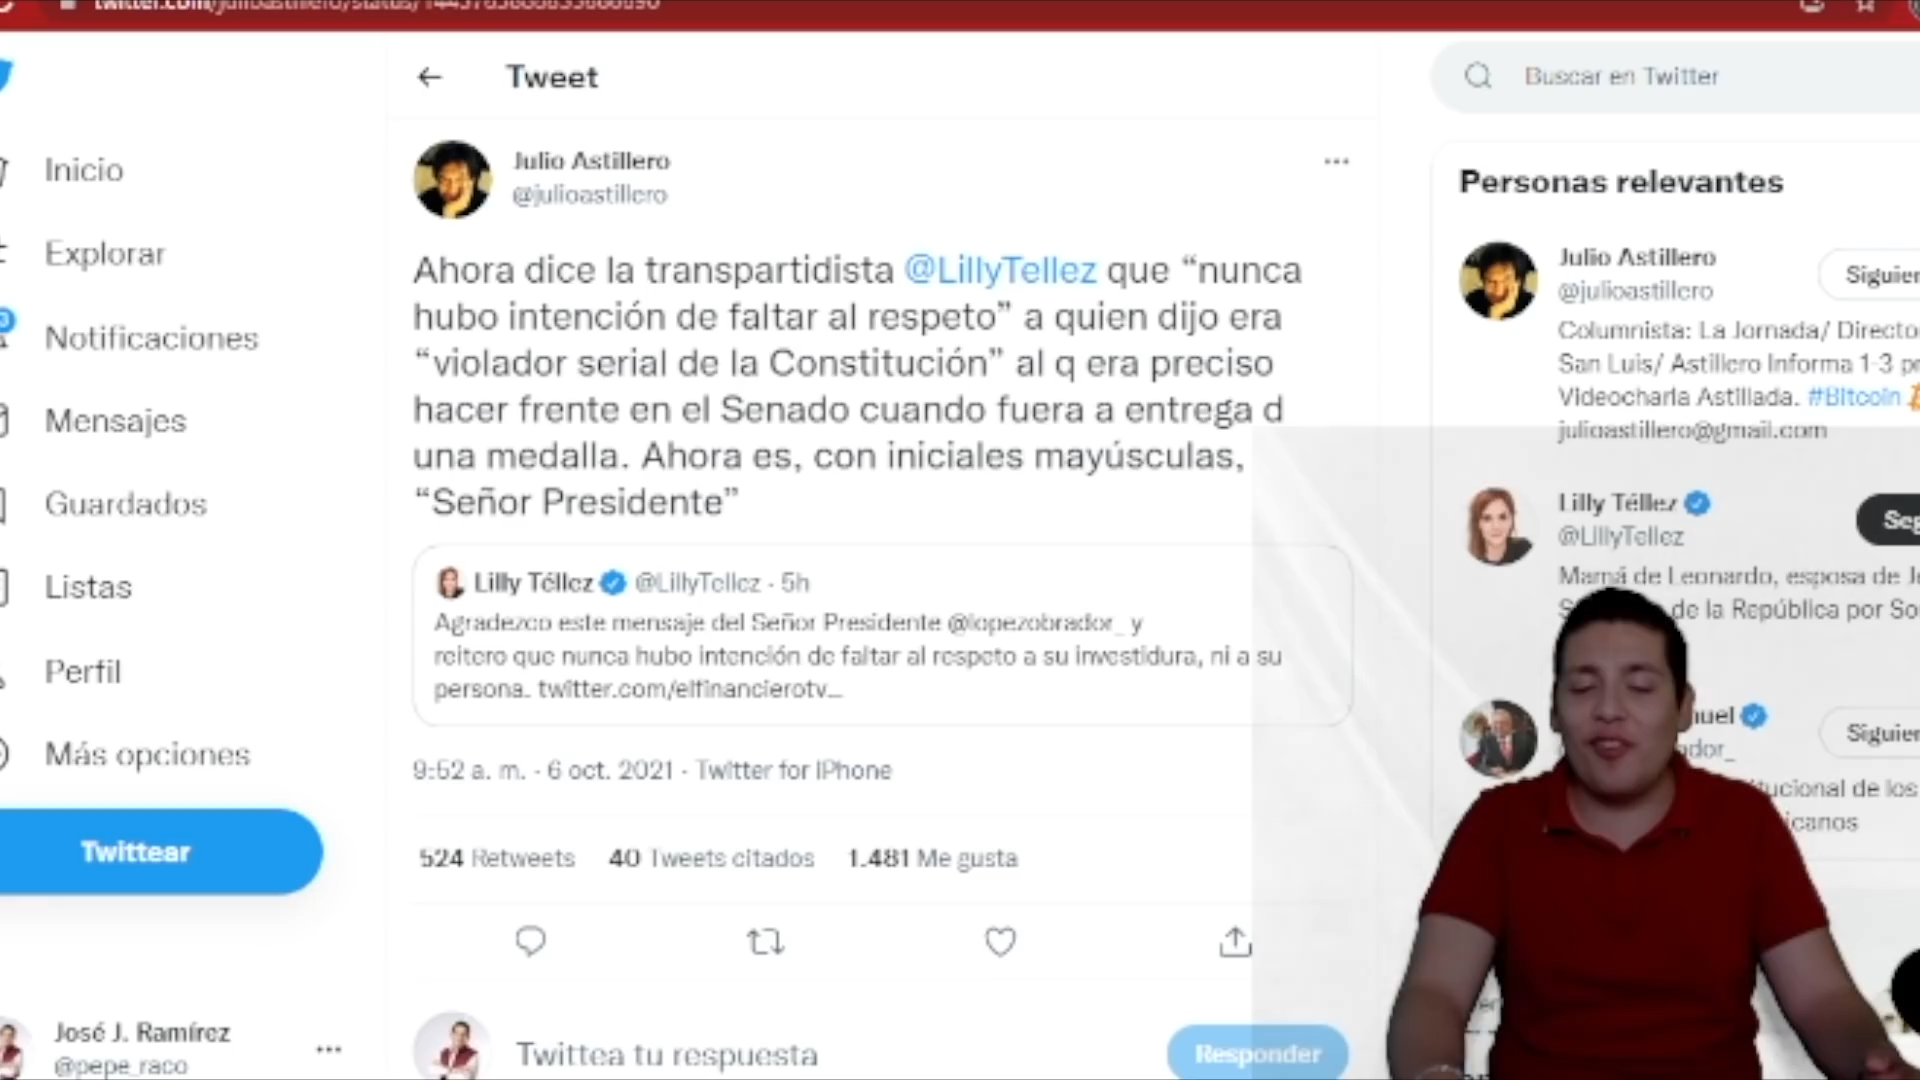 Tweet
Buscar en Twitter
Inicio
Explorar
Notificaciones
Mensajes
Guardados
Listas
Perfil
Más opciones
Twittear
José J. Ramírez
@pepe_raco
Julio Astillero
@julioastillero
Ahora dice la transpartidista @LillyTellez que “nunca
hubo intención de faltar al respeto” a quien dijo era
“violador serial de la Constitución” al q era preciso
hacer frente en el Senado cuando fuera a entrega d
una medalla. Ahora es, con iniciales mayúsculas,
“Señor Presidente”
Lilly Téllez @LillyTellez · 5h
Agradezco este mensaje del Señor Presidente @lopezobrador_ y
reitero que nunca hubo intención de faltar al respeto a su investidura, ni a su
persona. twitter.com/elfinancierotv...
9:52 a. m. · 6 oct. 2021 · Twitter for iPhone
524 Retweets 40 Tweets citados 1.481 Me gusta
Twittea tu respuesta
Responder
Personas relevantes
Julio Astillero
@julioastillero
Siguien
Columnista: La Jornada/ Directo
San Luis/ Astillero Informa 1-3 p
Videocharla Astillada. #Bitcoin
julioastillero@gmail.com
Lilly Téllez
@LillyTellez
Seg
Mamá de Leonardo, esposa de J
de la República por So
nuel
ador_
Siguien
tucional de los
icanos